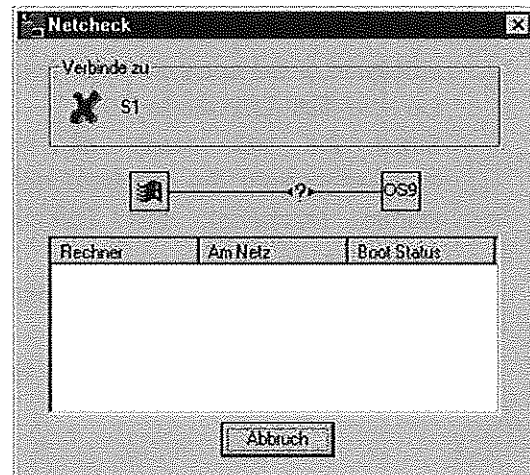 Netcheck
Verbinde zu
S1
?
OS9
Rechner Am Netz Boot Status
Abbruch